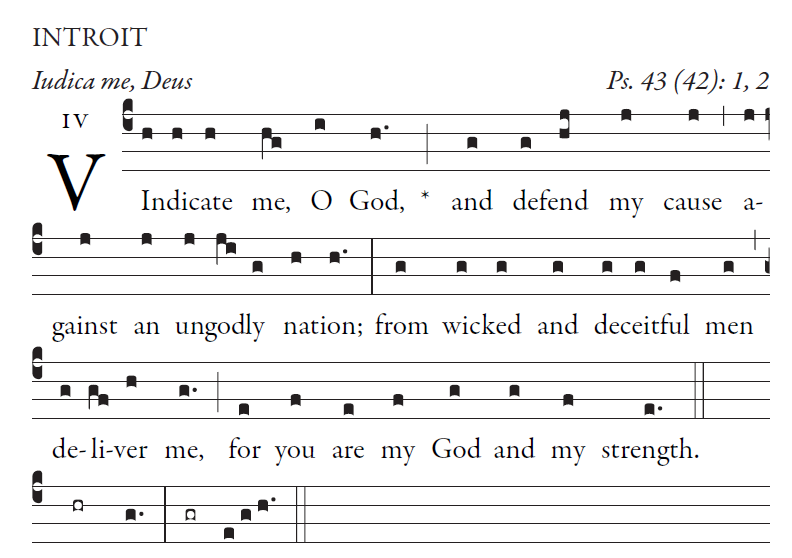 INTROIT
Iudica me, Deus Ps. 43 (42): 1, 2
IV
VIndicate me, O God, * and defend my cause a-
gainst an ungodly nation; from wicked and deceitful men
de- li-ver me, for you are my God and my strength.